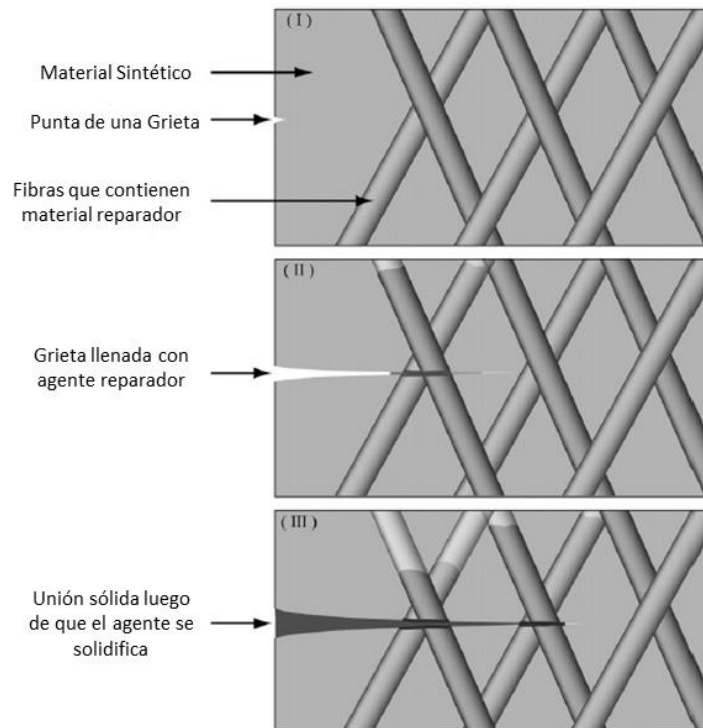 (I)
Material Sintético
Punta de una Grieta
Fibras que contienen
material reparador
(II)
Grieta llenada con
agente reparador
(III)
Unión sólida luego
de que el agente se
solidifica